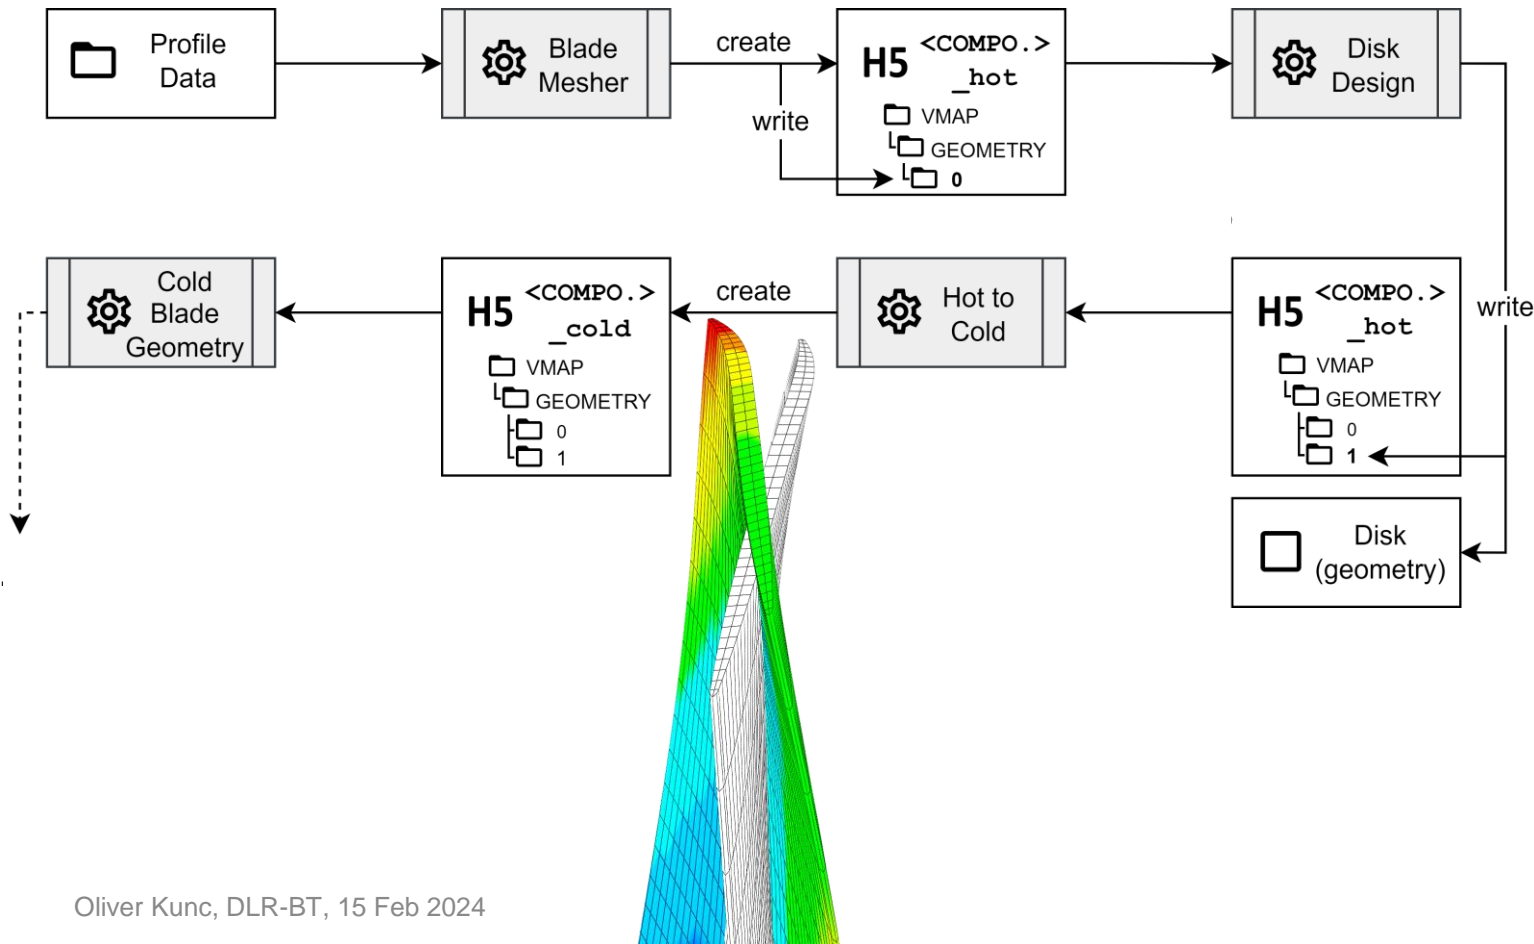 Profile
Data
Blade
Mesher
create
write
H5
<COMPO.>
_hot
VMAP
GEOMETRY
0
Disk
Design
write
Cold
Blade
Geometry
H5
<COMPO.>
_cold
VMAP
GEOMETRY
0
1
create
Hot to
Cold
H5
<COMPO.>
_hot
VMAP
GEOMETRY
0
1
Disk
(geometry)
Oliver Kunc, DLR-BT, 15 Feb 2024